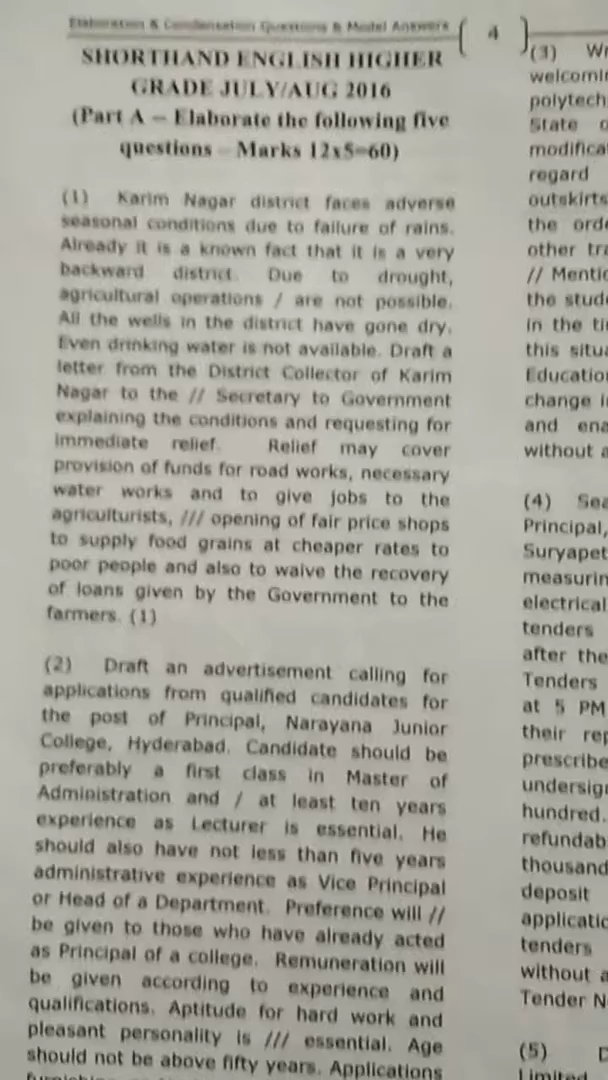 Elaboration & Condensation Questions & Model Answers
4
SHORTHAND ENGLISH HIGHER
GRADE JULY/AUG 2016
(Part A – Elaborate the following five
questions – Marks 12x5=60)
(1) Karim Nagar district faces adverse
seasonal conditions due to failure of rains.
Already it is a known fact that it is a very
backward district. Due to drought,
agricultural operations / are not possible.
All the wells in the district have gone dry.
Even drinking water is not available. Draft a
letter from the District Collector of Karim
Nagar to the // Secretary to Government
explaining the conditions and requesting for
immediate relief. Relief may cover
provision of funds for road works, necessary
water works and to give jobs to the
agriculturists, /// opening of fair price shops
to supply food grains at cheaper rates to
poor people and also to waive the recovery
of loans given by the Government to the
farmers. (1)
(2) Draft an advertisement calling for
applications from qualified candidates for
the post of Principal, Narayana Junior
College, Hyderabad. Candidate should be
preferably a first class in Master of
Administration and / at least ten years
experience as Lecturer is essential. He
should also have not less than five years
administrative experience as Vice Principal
or Head of a Department. Preference will //
be given to those who have already acted
as Principal of a college. Remuneration will
be given according to experience and
qualifications. Aptitude for hard work and
pleasant personality is /// essential. Age
should not be above fifty years. Applications
(3)
polytech
State
modifica
regard
outskirts
the
other
//
the
in the
this
Education
change
and
without
(4)
Principal,
Suryapet
measurin
electrical
tenders
after the
Tenders
at 5 PM
their
prescribe
undersig
hundred.
refundab
thousand
deposit
tenders
without
Tender
(5)
Limited